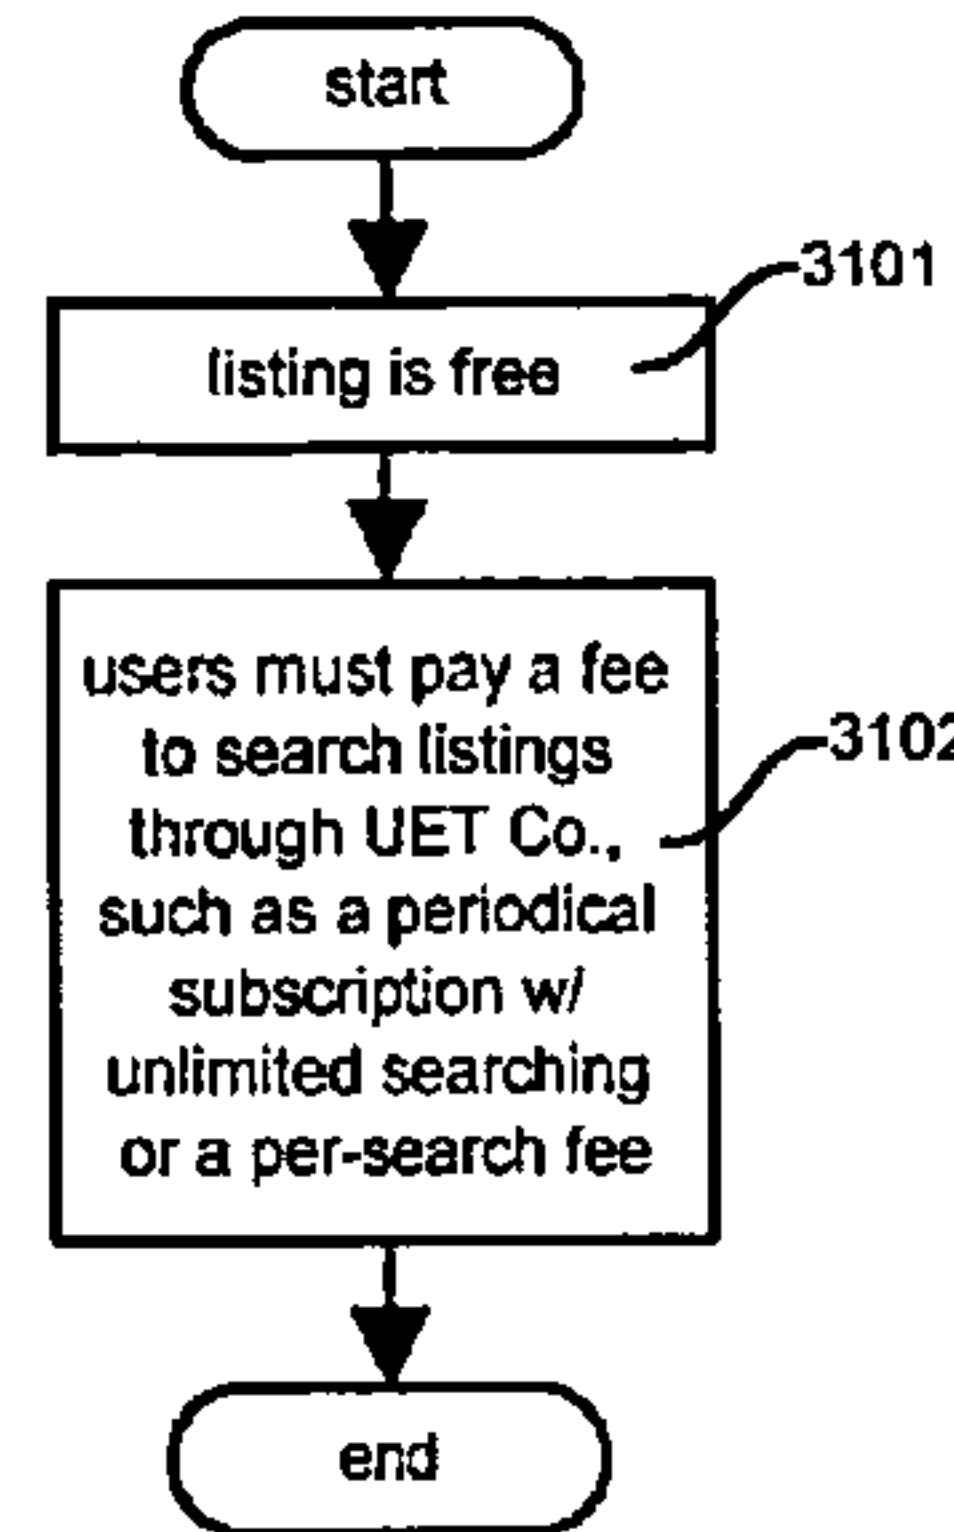 start
3101
listing is free
users must pay a fee
to search listings
3102
through UET Co.,
such as a periodical
subscription w/
unlimited searching
or a per-search fee
end